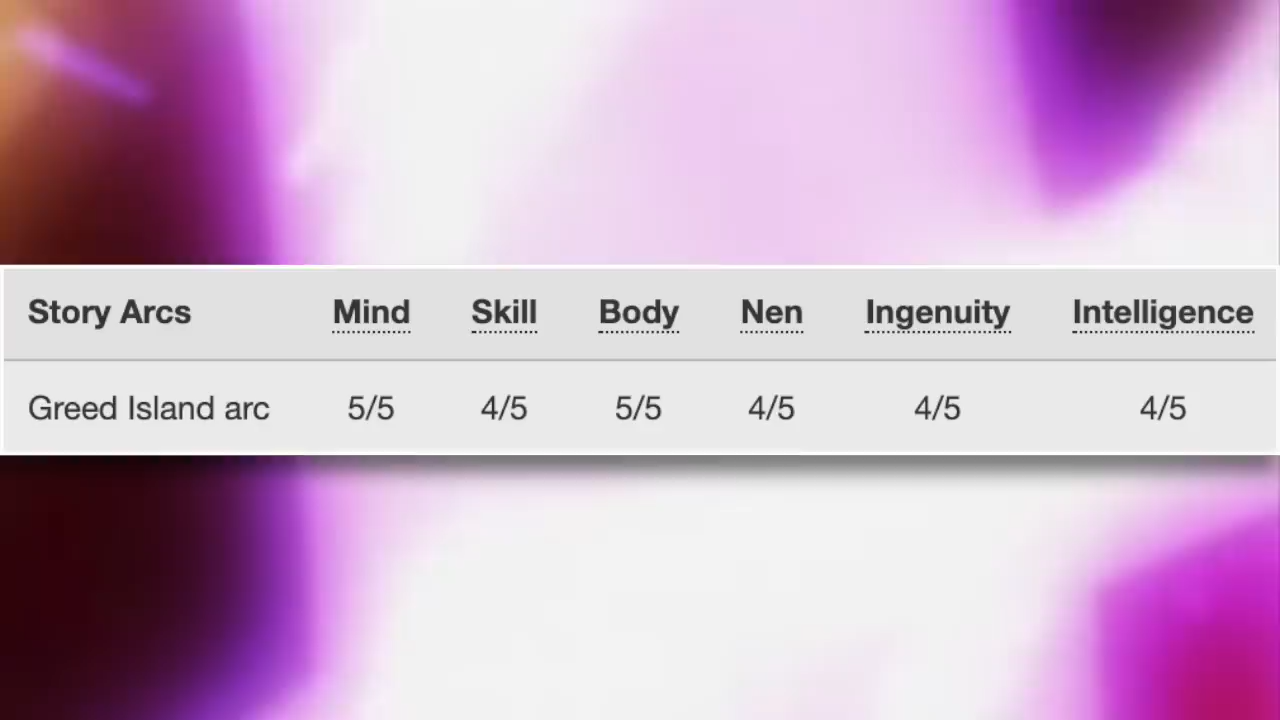 Story Arcs Mind Skill Body Nen Ingenuity Intelligence
Greed Island arc 5/5 4/5 5/5 4/5 4/5 4/5